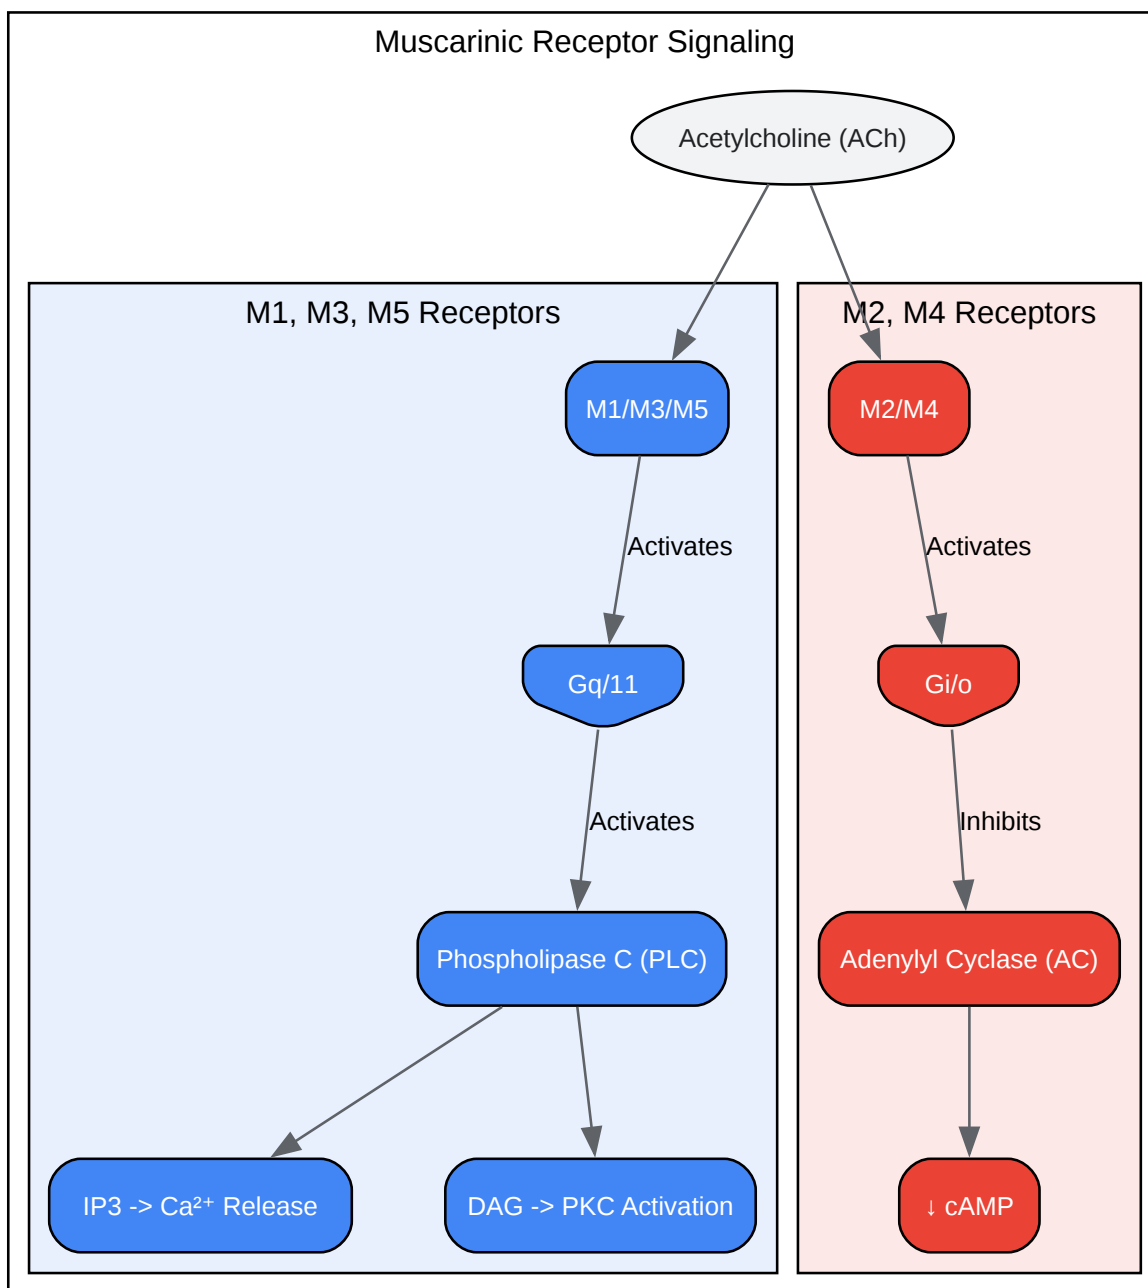 Muscarinic Receptor Signaling
Acetylcholine (ACh)
M1, M3, M5 Receptors
M2, M4 Receptors
M1/M3/M5
M2/M4
Activates
Activates
Gq/11
Gi/o
Activates
Inhibits
Phospholipase C (PLC)
Adenylyl Cyclase (AC)
IP3 -> Ca²⁺ Release
DAG -> PKC Activation
↓ cAMP